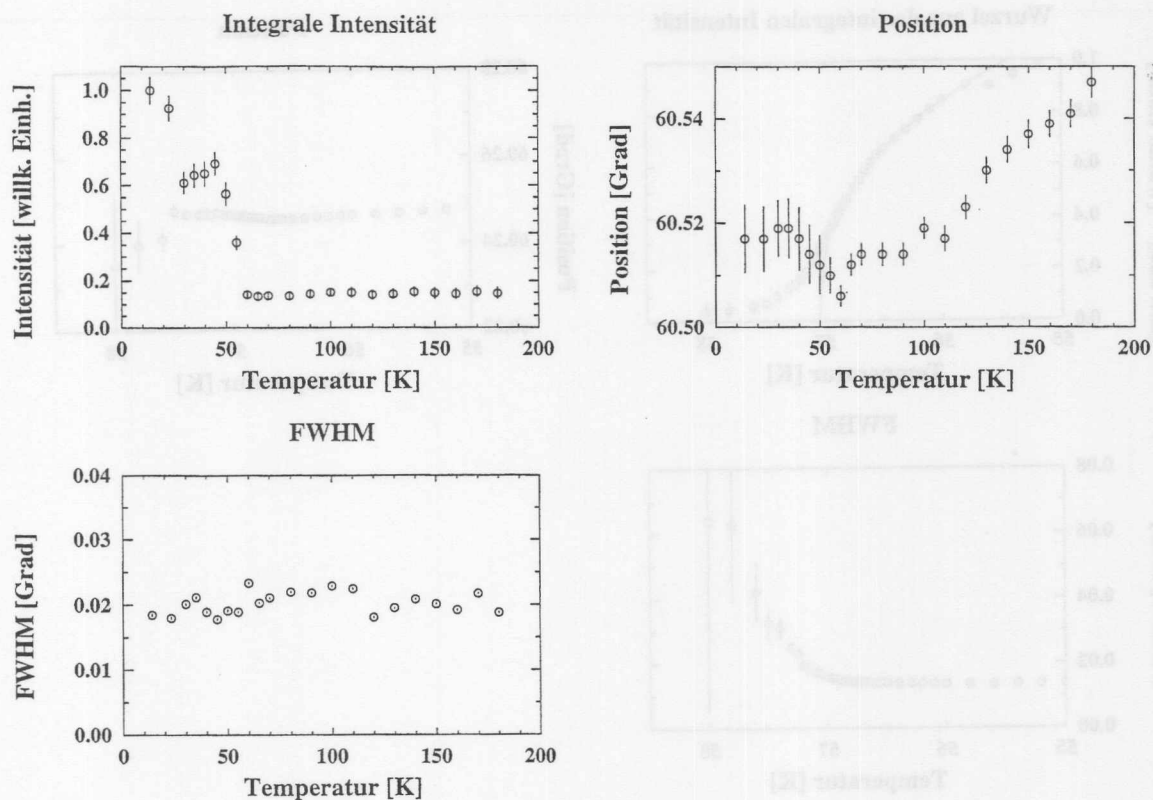 Integrale Intensität
Intensität [willk. Einh.]
1.0
0.8
0.6
0.4
0.2
0.0
0 50 100 150 200
Temperatur [K]
Position
Position [Grad]
60.54
60.52
60.50
0 50 100 150 200
Temperatur [K]
FWHM
FWHM [Grad]
0.04
0.03
0.02
0.01
0.00
0 50 100 150 200
Temperatur [K]